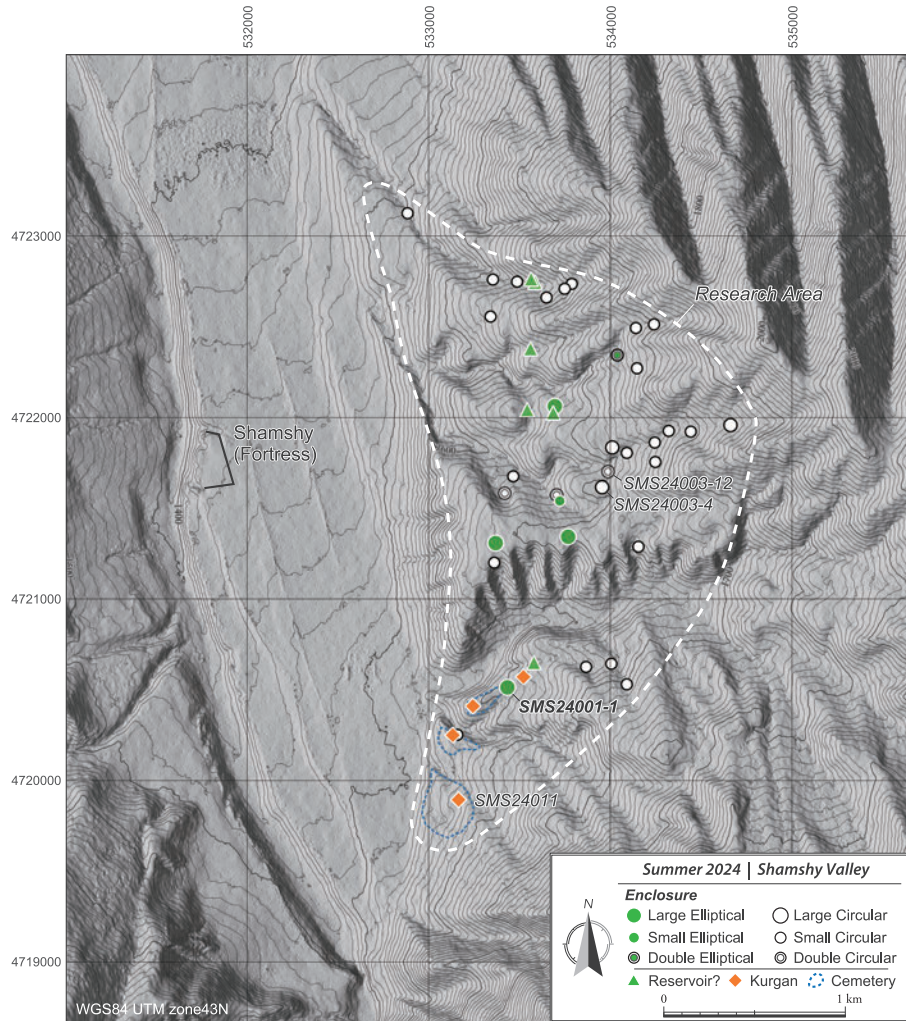 532000
533000
534000
535000
4723000
4722000
4721000
4720000
4719000
Research Area
Shamshy
(Fortress)
1400
SMS24003-12
SMS24003-4
SMS24001-1
SMS24011
WGS84 UTM zone43N
Summer 2024 | Shamshy Valley
Enclosure
Large Elliptical
Large Circular
Small Elliptical
Small Circular
Double Elliptical
Double Circular
Reservoir?
Kurgan
Cemetery
N
0
1 km